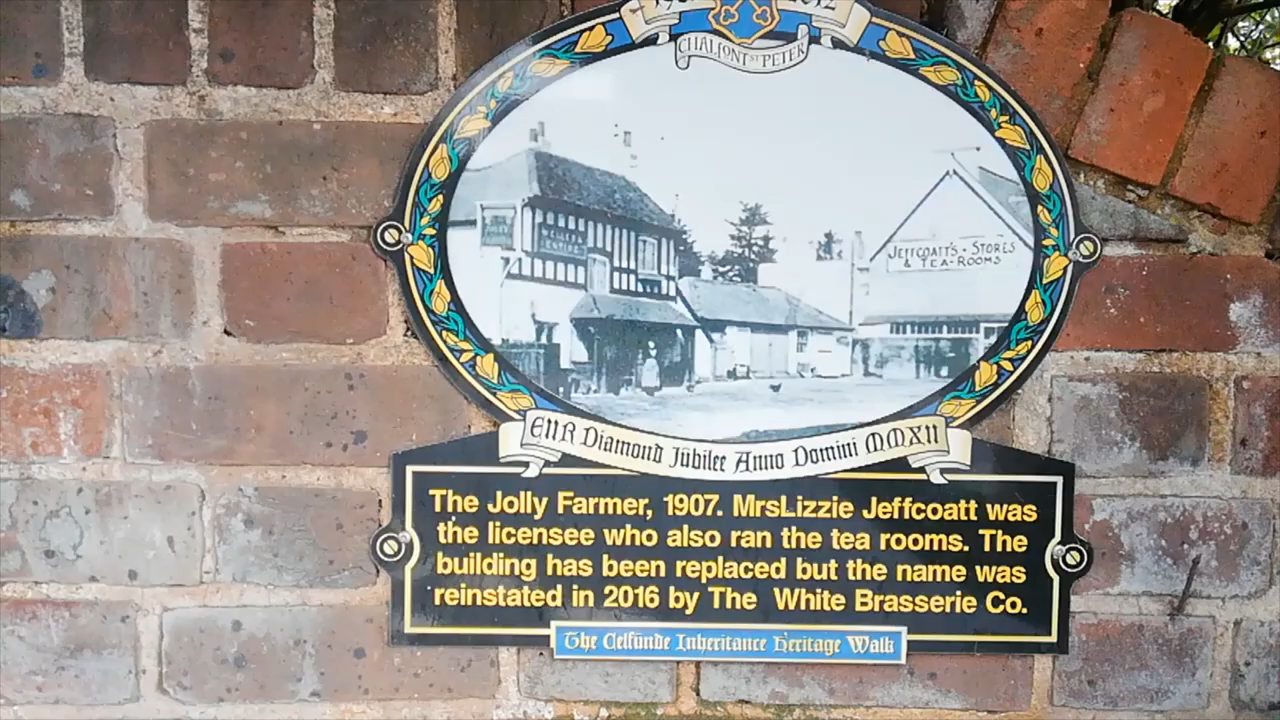 CHALFONT ST PETER
JEFFCOATT'S · STORES
& TEA-ROOMS
EIIR Diamond Jubilee Anno Domini MMXII
The Jolly Farmer, 1907. MrsLizzie Jeffcoatt was
the licensee who also ran the tea rooms. The
building has been replaced but the name was
reinstated in 2016 by The White Brasserie Co.
The Celfunde Inheritance Heritage Walk